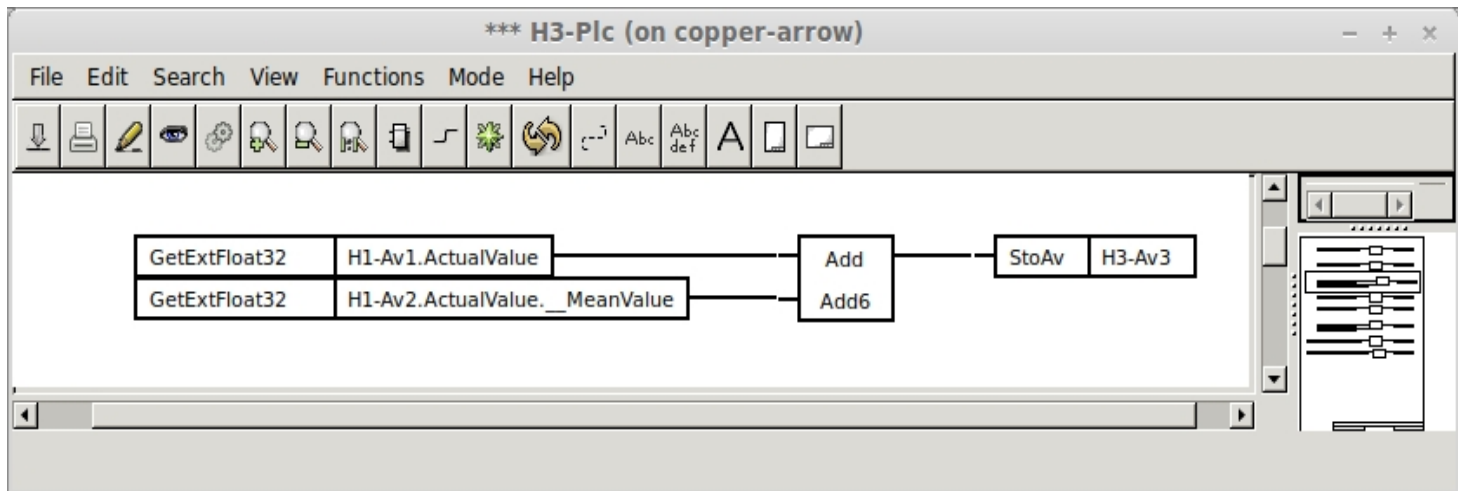 *** H3-Plc (on copper-arrow)
File Edit Search View Functions Mode Help
Abc Abc def A
GetExtFloat32 H1-Av1.ActualValue Add StoAv H3-Av3
GetExtFloat32 H1-Av2.ActualValue.__MeanValue Add6